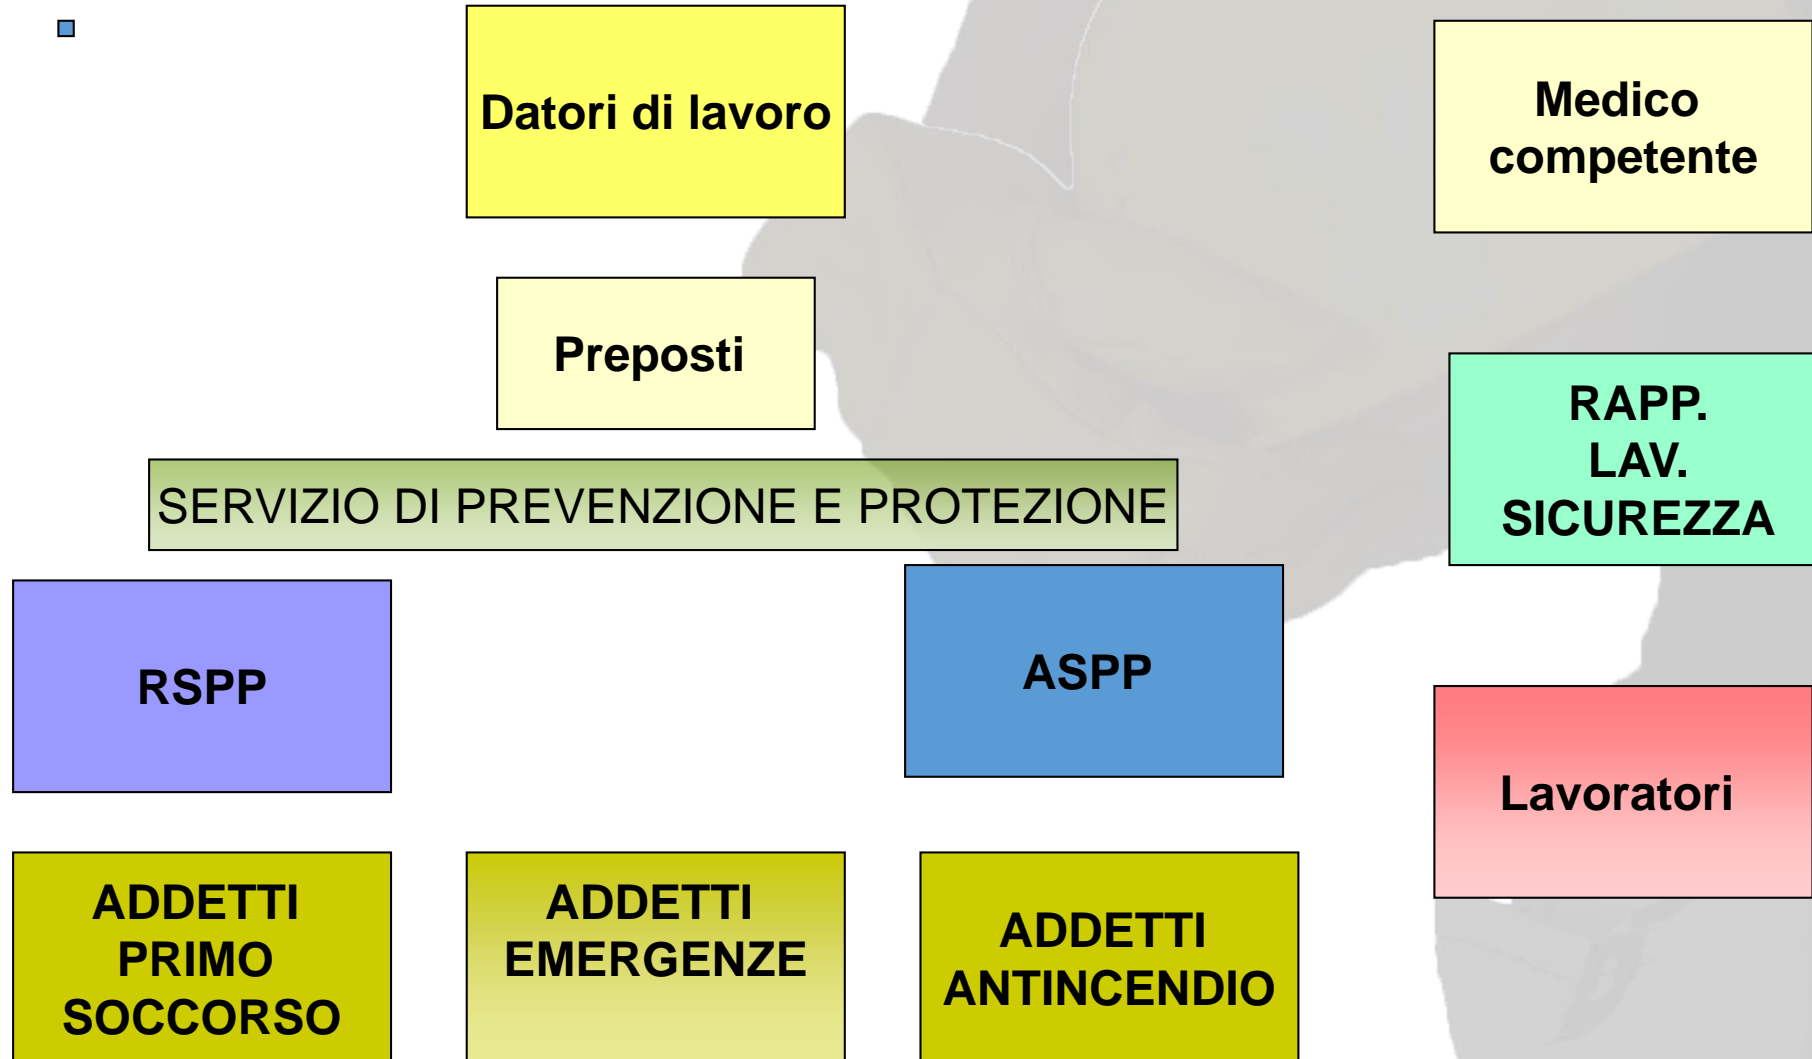 Datori di lavoro
Medico
competente
Preposti
RAPP.
LAV.
SICUREZZA
SERVIZIO DI PREVENZIONE E PROTEZIONE
RSPP
ASPP
Lavoratori
ADDETTI
PRIMO
SOCCORSO
ADDETTI
EMERGENZE
ADDETTI
ANTINCENDIO